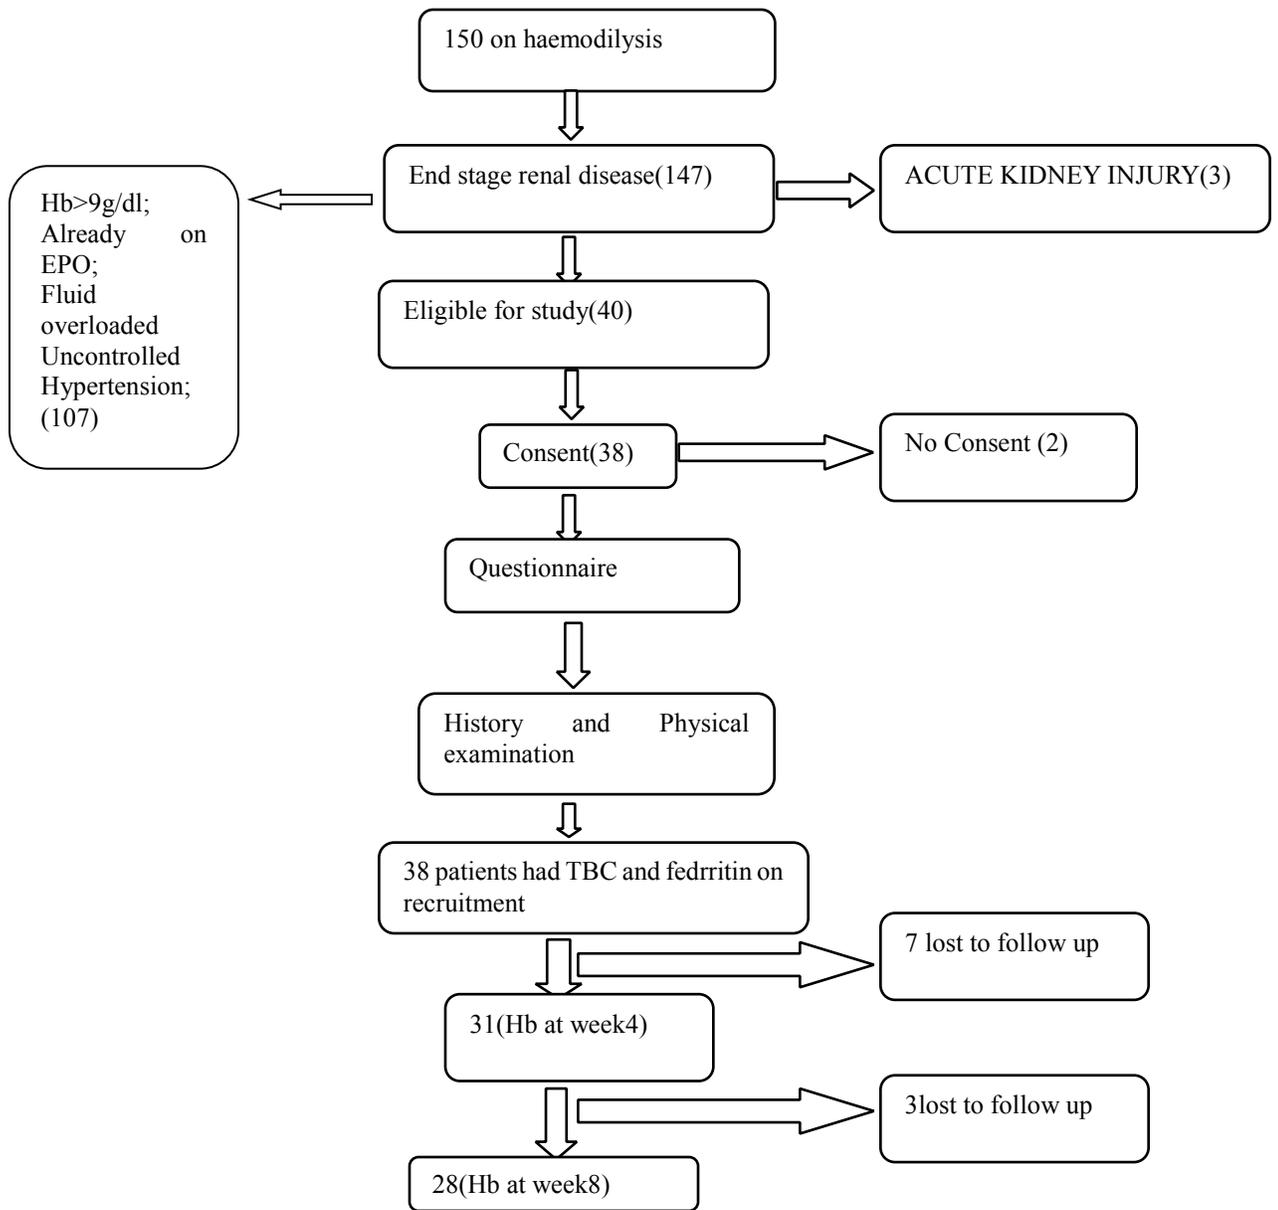 150 on haemodilysis
End stage renal disease(147)
ACUTE KIDNEY INJURY(3)
Hb>9g/dl;
Already on
EPO;
Fluid
overloaded
Uncontrolled
Hypertension;
(107)
Eligible for study(40)
Consent(38)
No Consent (2)
Questionnaire
History and Physical
examination
38 patients had TBC and fedrritin on
recruitment
7 lost to follow up
31(Hb at week4)
3lost to follow up
28(Hb at week8)